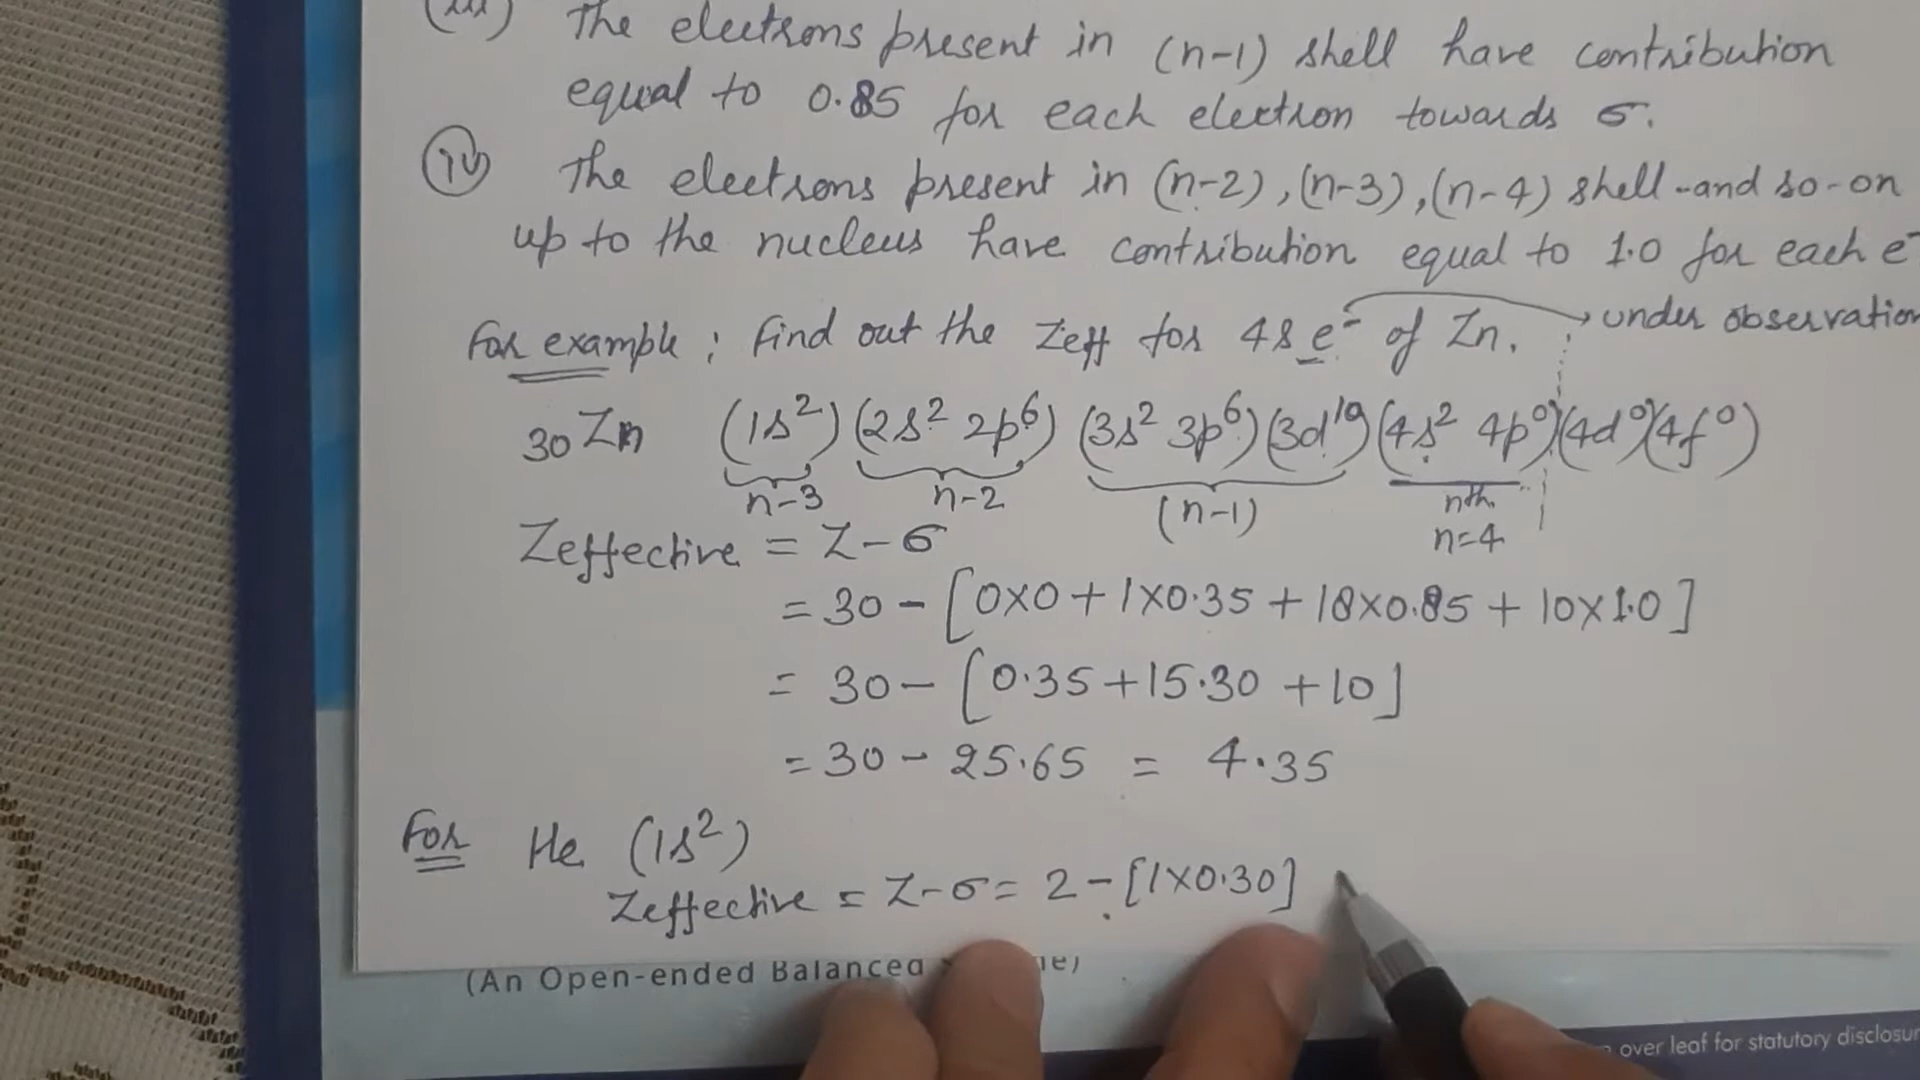 (iii) The electrons present in (n-1) shell have contribution
equal to 0.85 for each electron towards σ.
(iv) The electrons present in (n-2), (n-3), (n-4) shell -and so-on
up to the nucleus have contribution equal to 1.0 for each e⁻
For example ; Find out the Zeff for 4s e⁻ of Zn. → under observation
30Zn (1s²) (2s² 2p⁶) (3s² 3p⁶) (3d¹⁰) (4s² 4p⁰) (4d⁰) (4f⁰)
n-3 n-2 (n-1) nth
n=4
Zeffective = Z-σ
= 30 - [0×0 + 1×0.35 + 18×0.85 + 10×1.0]
= 30 - [0.35 + 15.30 + 10]
= 30 - 25.65 = 4.35
For He (1s²)
Zeffective = Z-σ = 2 - [1×0.30]
(An Open-ended Balanced
over leaf for statutory